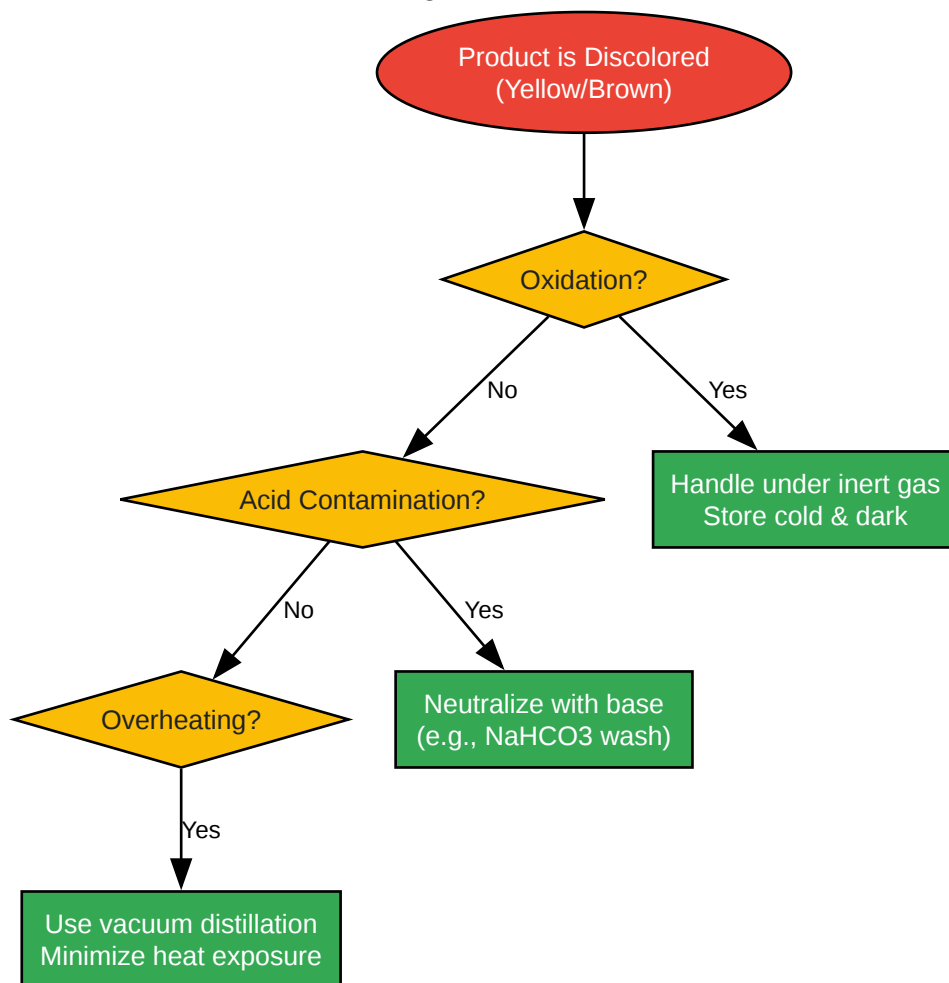 Product is Discolored
(Yellow/Brown)
Oxidation?
No
Yes
Acid Contamination?
Handle under inert gas
Store cold & dark
No
Yes
Overheating?
Neutralize with base
(e.g., NaHCO3 wash)
Yes
Use vacuum distillation
Minimize heat exposure